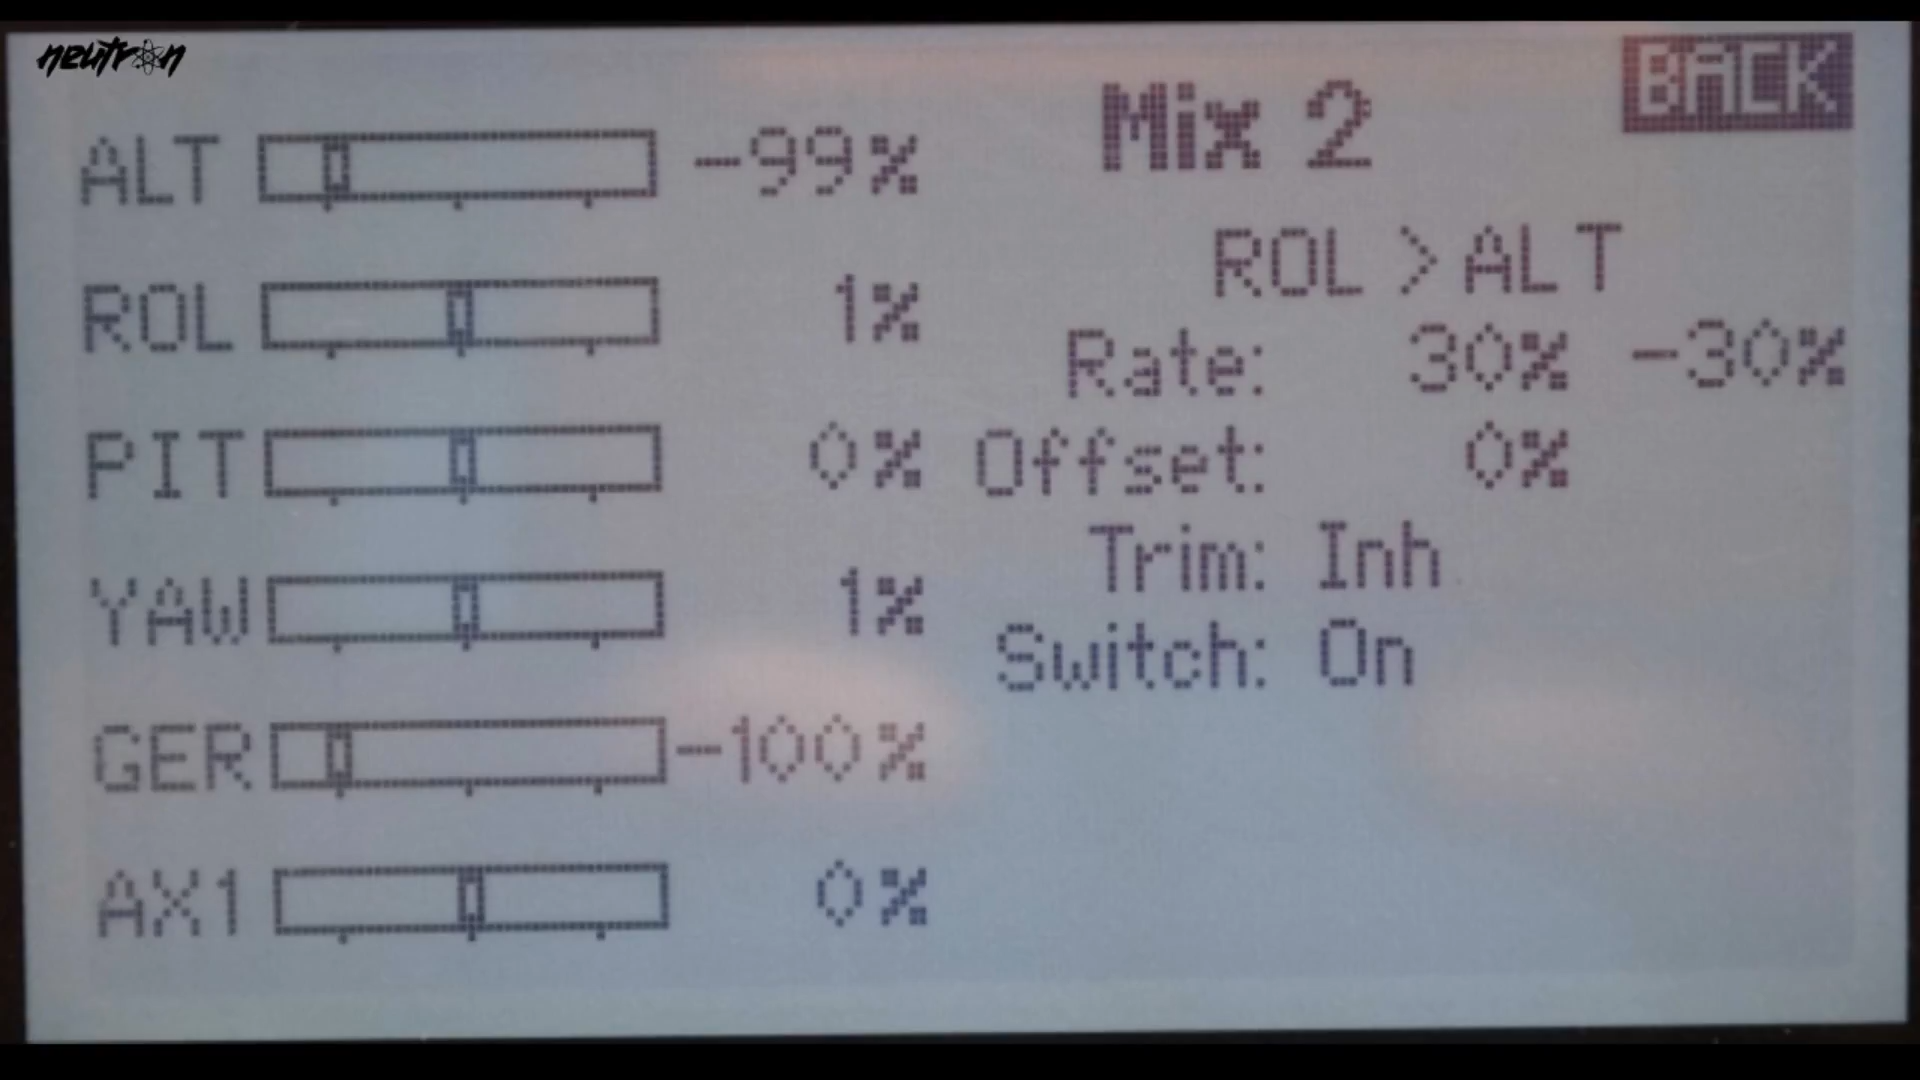 neutron
BACK
Mix 2
ALT -99%
ROL 1%
PIT 0%
YAW 1%
GER -100%
AX1 0%
ROL > ALT
Rate: 30% -30%
Offset: 0%
Trim: Inh
Switch: On